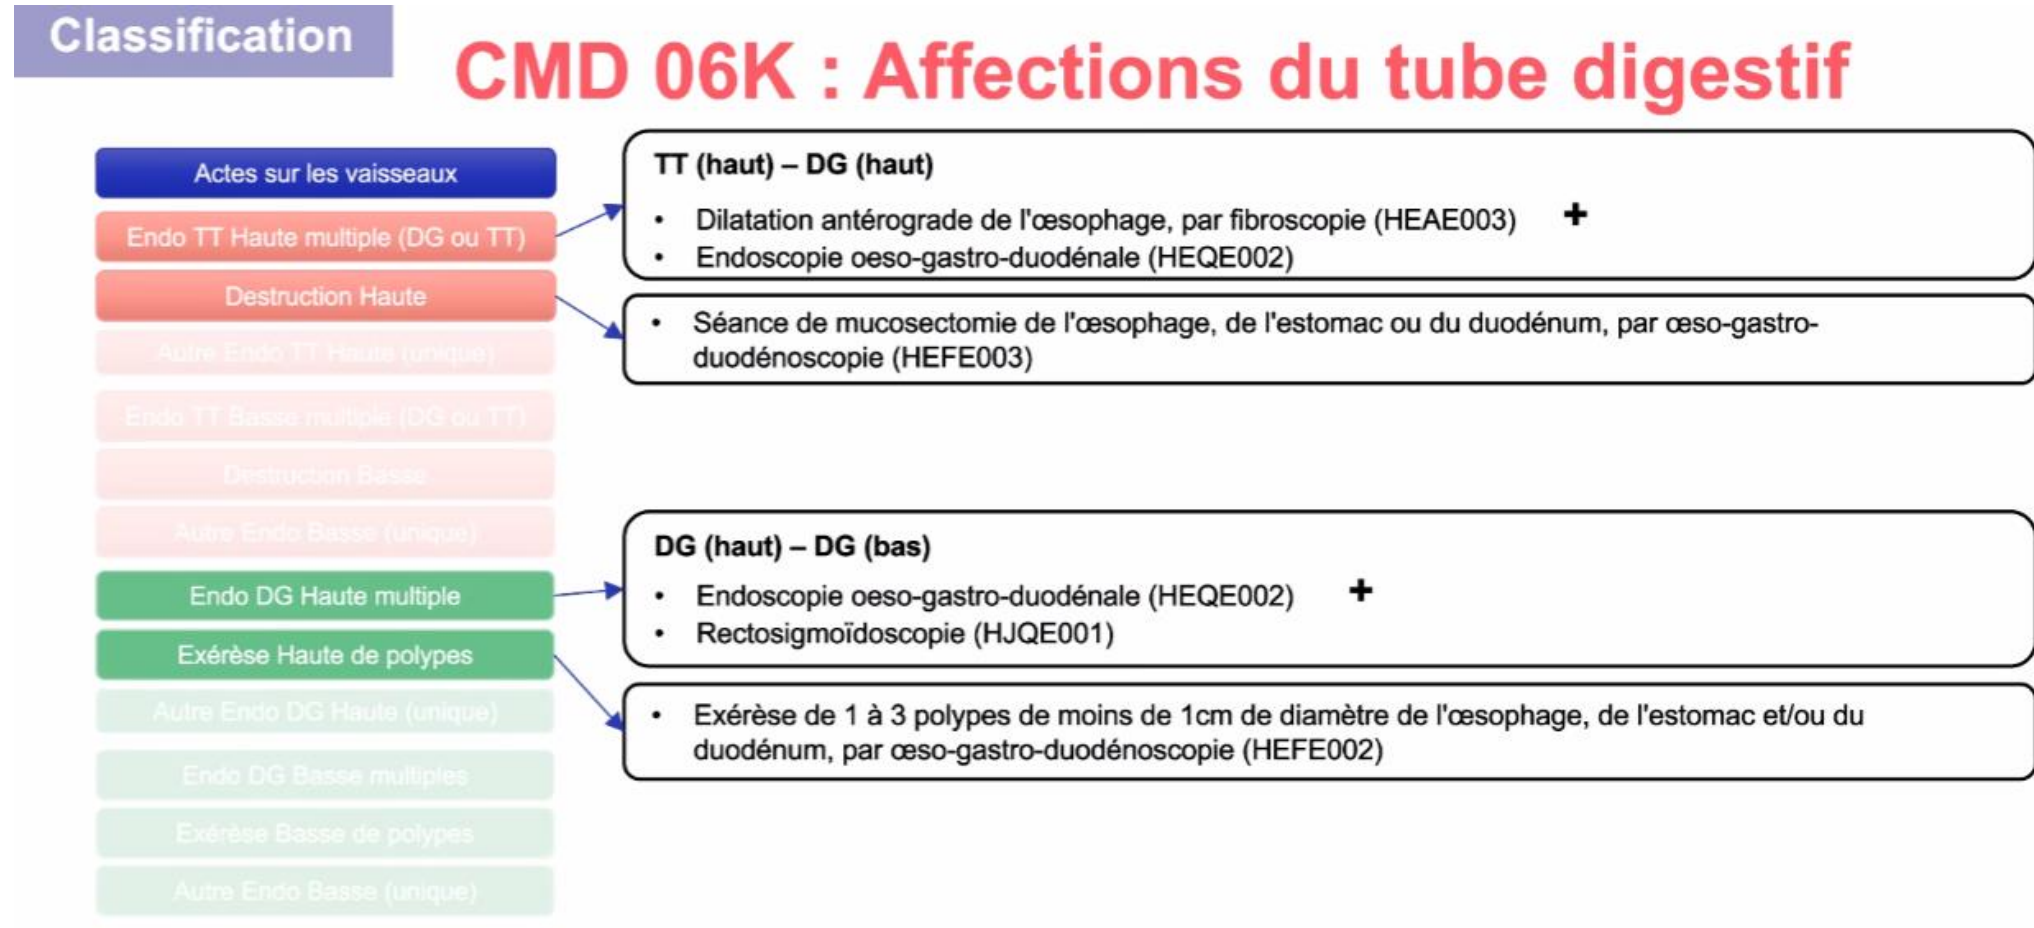 Classification
CMD 06K : Affections du tube digestif
Actes sur les vaisseaux
Endo TT Haute multiple (DG ou TT)
Destruction Haute
Autre Endo TT Haute (unique)
Endo TT Basse multiple (DG ou TT)
Destruction Basse
Autre Endo Basse (unique)
Endo DG Haute multiple
Exérèse Haute de polypes
Autre Endo DG Haute (unique)
Endo DG Basse multiples
Exérèse Basse de polypes
Autre Endo Basse (unique)
TT (haut) – DG (haut)
• Dilatation antérograde de l'œsophage, par fibroscopie (HEAE003) +
• Endoscopie oeso-gastro-duodénale (HEQE002)
• Séance de mucosectomie de l'œsophage, de l'estomac ou du duodénum, par œso-gastro-
duodénoscopie (HEFE003)
DG (haut) – DG (bas)
• Endoscopie oeso-gastro-duodénale (HEQE002) +
• Rectosigmoïdoscopie (HJQE001)
• Exérèse de 1 à 3 polypes de moins de 1cm de diamètre de l'œsophage, de l'estomac et/ou du
duodénum, par œso-gastro-duodénoscopie (HEFE002)